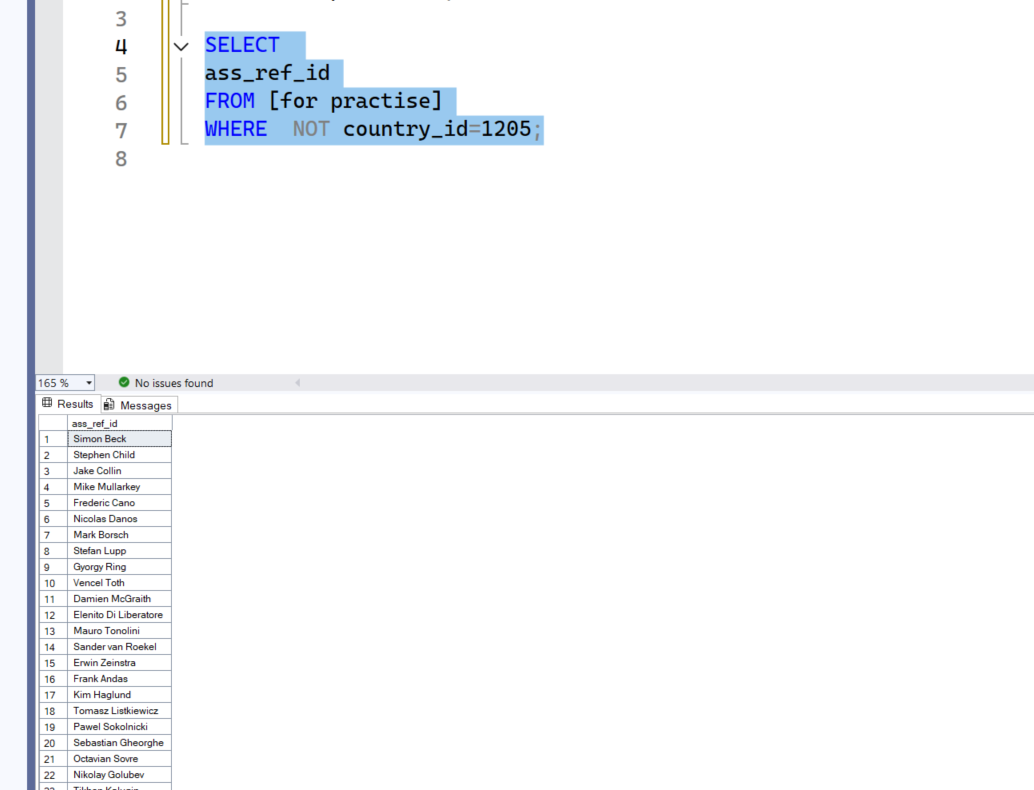 3
4 SELECT
5 ass_ref_id
6 FROM [for practise]
7 WHERE  NOT country_id=1205;
8
165 % No issues found
Results Messages
ass_ref_id
1 Simon Beck
2 Stephen Child
3 Jake Collin
4 Mike Mullarkey
5 Frederic Cano
6 Nicolas Danos
7 Mark Borsch
8 Stefan Lupp
9 Gyorgy Ring
10 Vencel Toth
11 Damien McGraith
12 Elenito Di Liberatore
13 Mauro Tonolini
14 Sander van Roekel
15 Erwin Zeinstra
16 Frank Andas
17 Kim Haglund
18 Tomasz Listkiewicz
19 Pawel Sokolnicki
20 Sebastian Gheorghe
21 Octavian Sovre
22 Nikolay Golubev